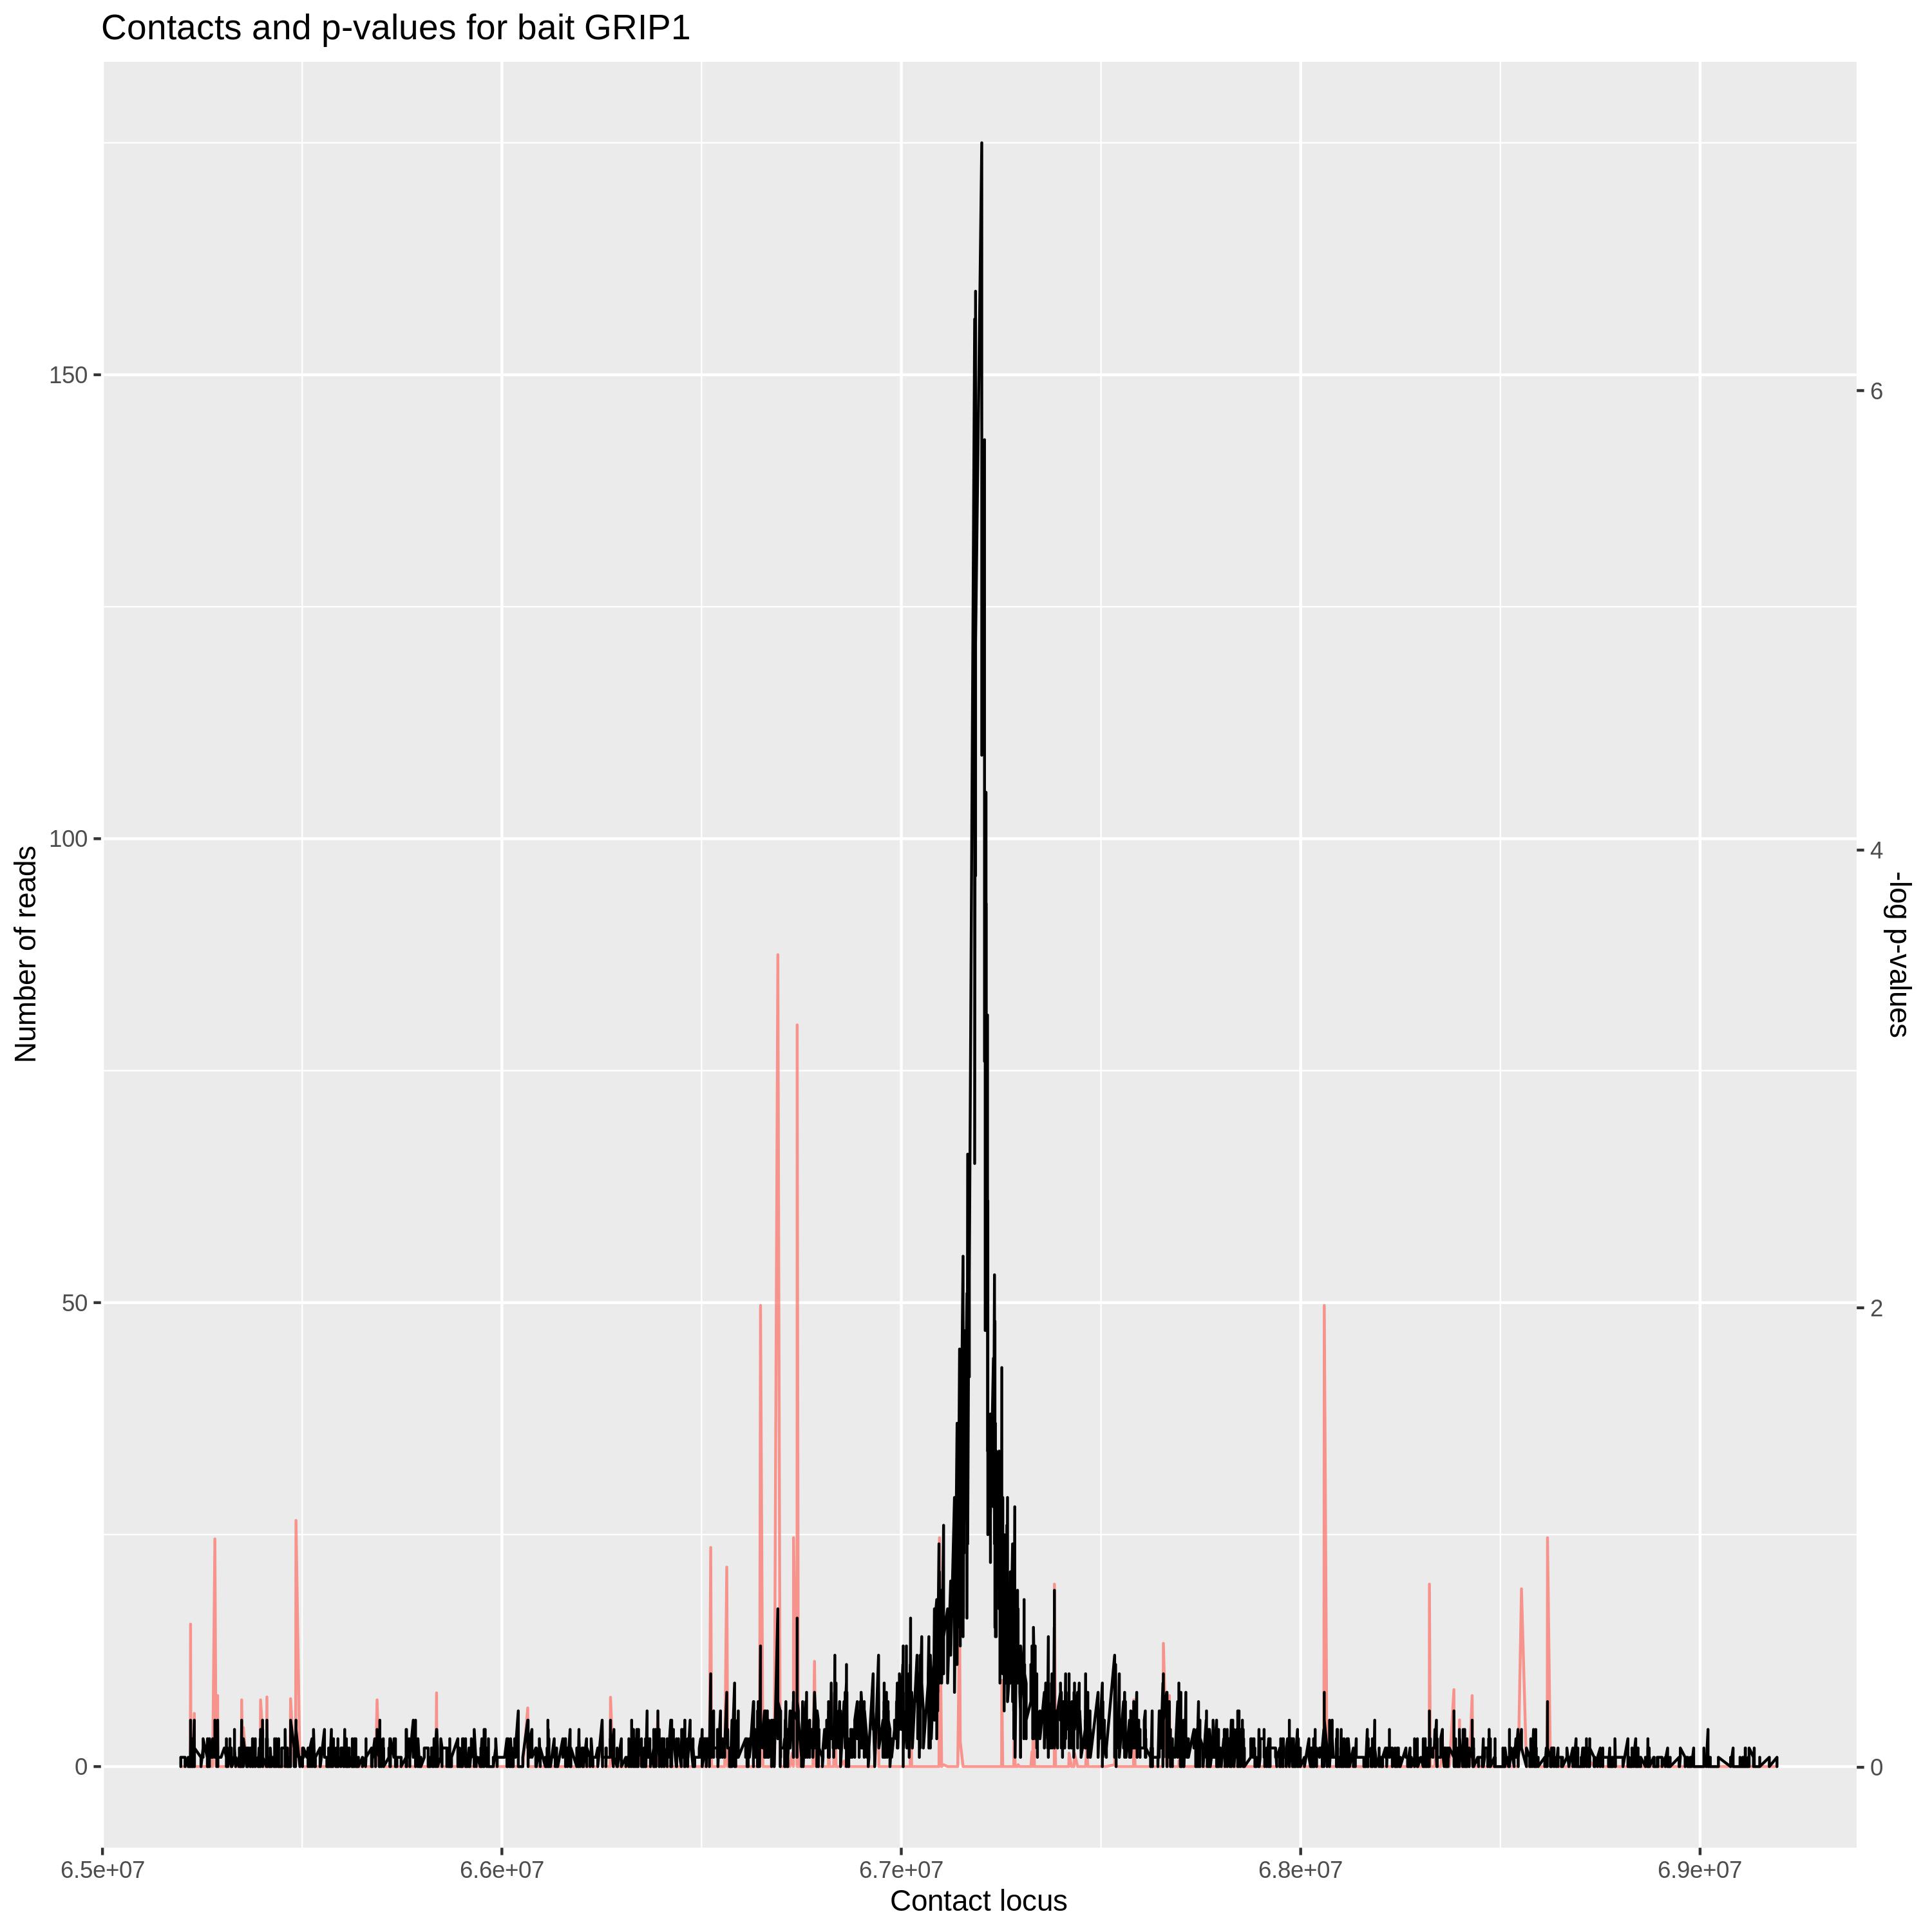 Contacts and p-values for bait GRIP1
150
100
50
0
Number of reads
6
4
2
0
-log p-values
6.5e+07
6.6e+07
6.7e+07
6.8e+07
6.9e+07
Contact locus